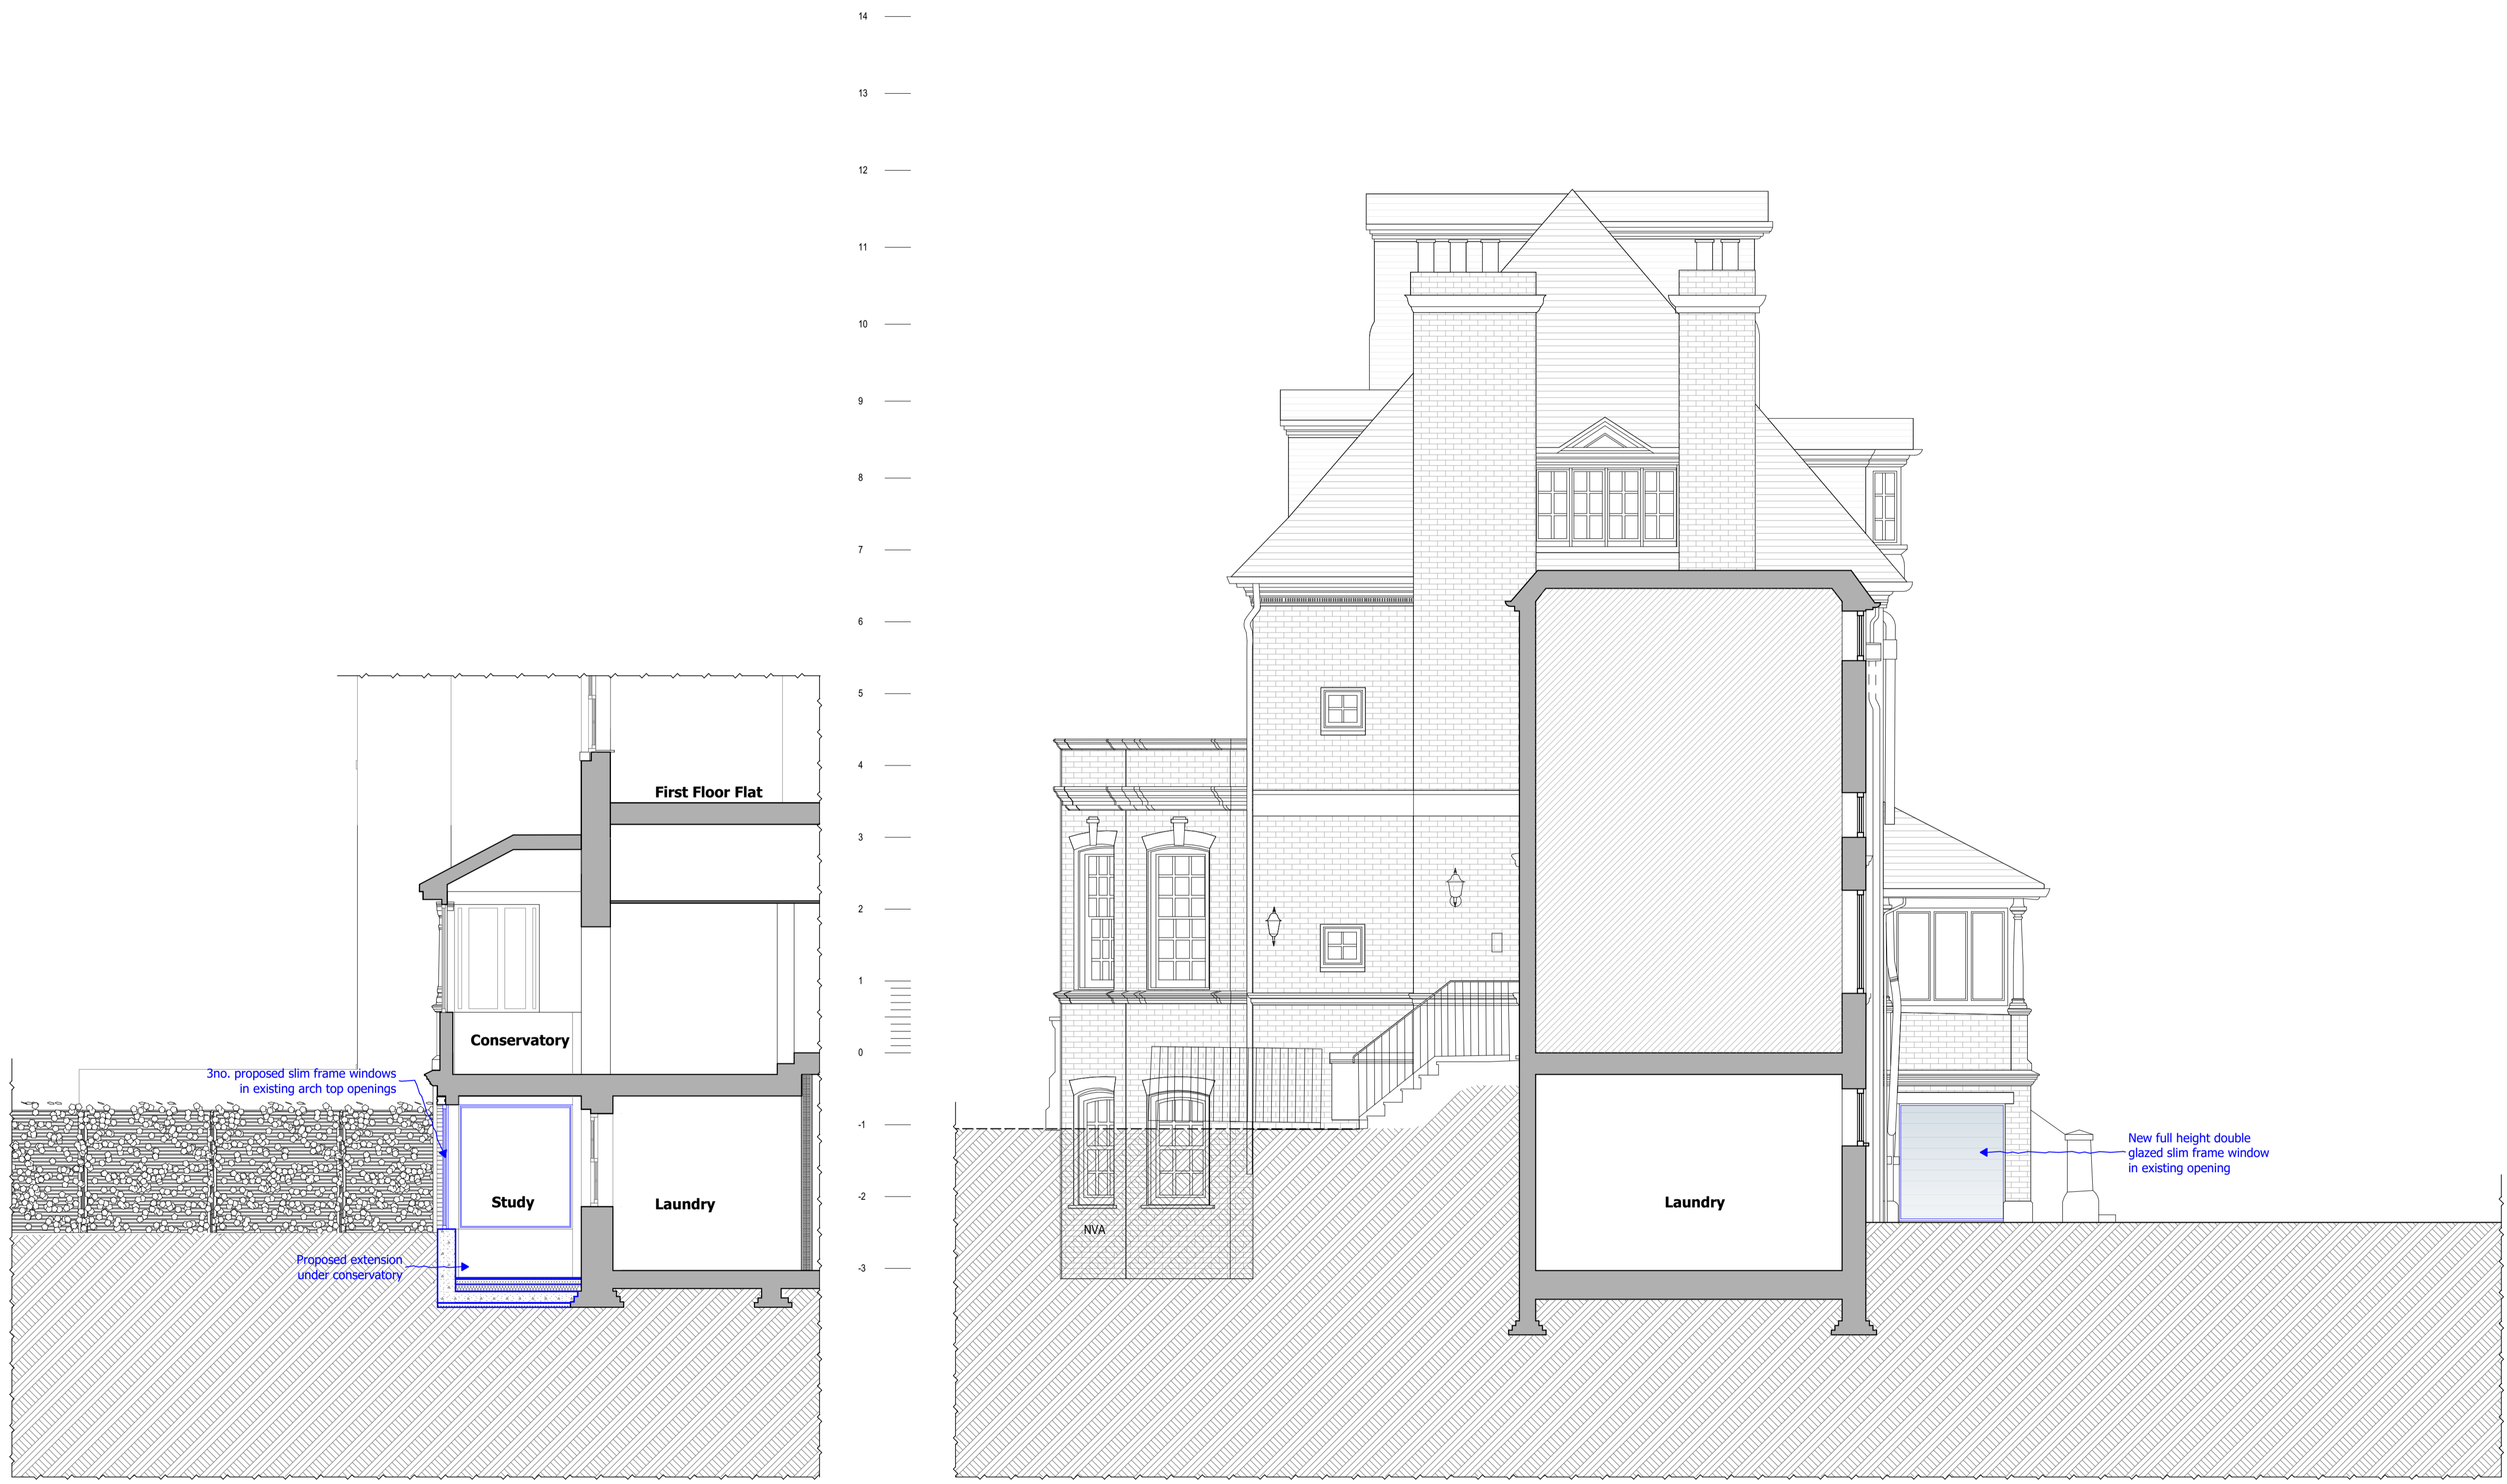 14
13
12
11
10
9
8
7
6
5
4
3
2
1
0
-1
-2
-3
First Floor Flat
Conservatory
3no. proposed slim frame windows
in existing arch top openings
Study
Laundry
Proposed extension
under conservatory
NVA
Laundry
New full height double
glazed slim frame window
in existing opening